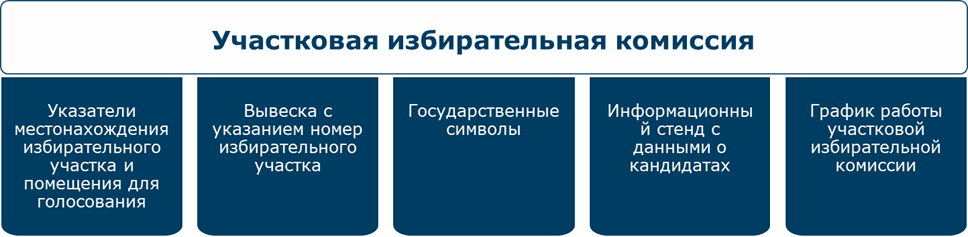 Участковая избирательная комиссия
Указатели
местонахождения
избирательного
участка и
помещения для
голосования
Вывеска с
указанием номер
избирательного
участка
Государственные
символы
Информационны
й стенд с
данными о
кандидатах
График работы
участковой
избирательной
комиссии